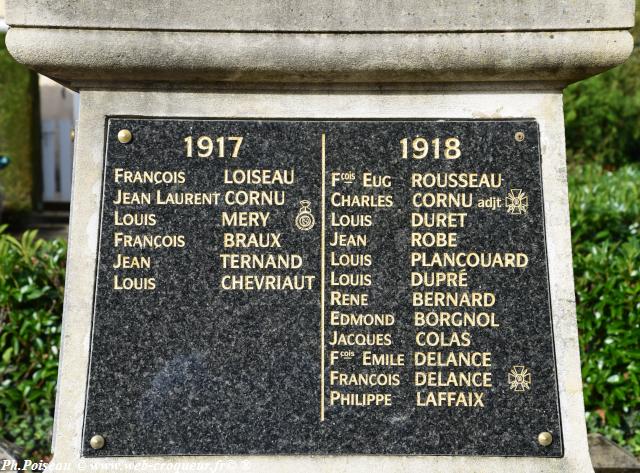 1917
François LOISEAU
Jean Laurent CORNU
Louis MERY
François BRAUX
Jean TERNAND
Louis CHEVRIAUT
1918
Fcois Eug ROUSSEAU
Charles CORNU adjt
Louis DURET
Jean ROBE
Louis PLANCOUARD
Louis DUPRÉ
Rene BERNARD
Edmond BORGNOL
Jacques COLAS
Fcois Emile DELANCE
François DELANCE
Philippe LAFFAIX
Ph.Poiseau © www-web-croqueur.fr ©®